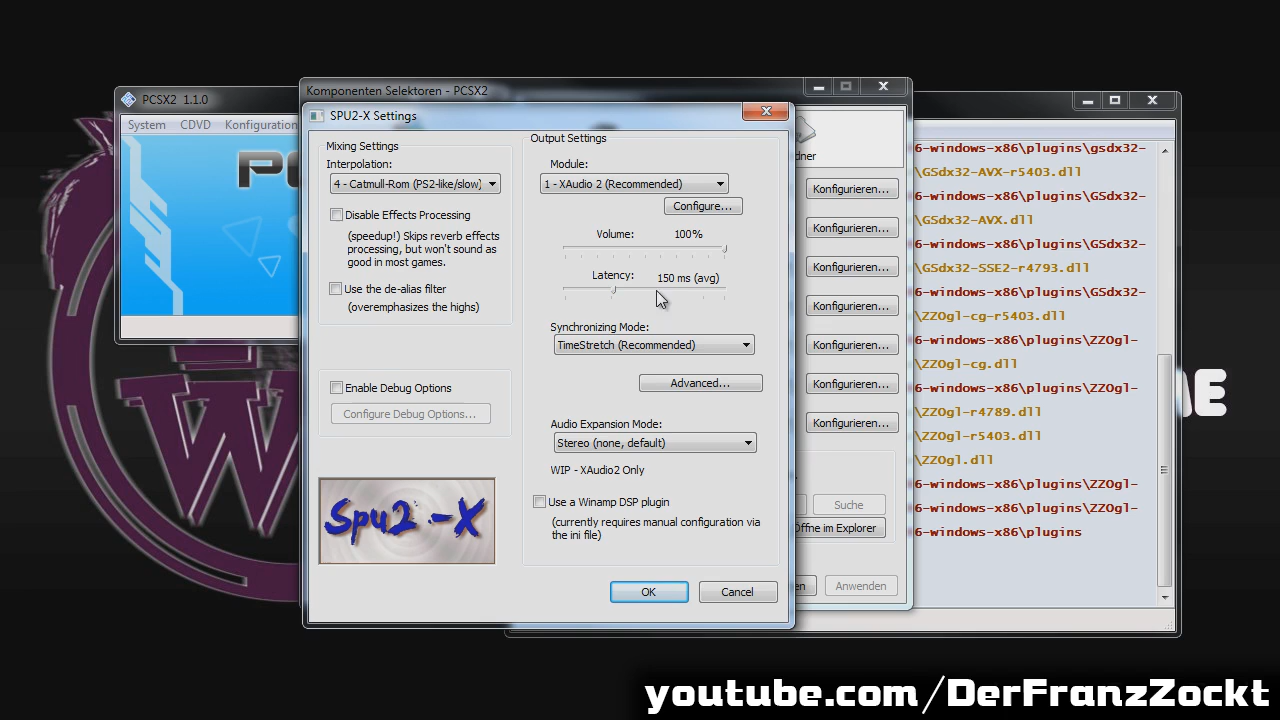 Komponenten Selektoren - PCSX2
PCSX2 1.1.0
System CDVD Konfiguration
SPU2-X Settings
Mixing Settings
Interpolation:
4 - Catmull-Rom (PS2-like/slow)
Disable Effects Processing
(speedup!) Skips reverb effects
processing, but won't sound as
good in most games.
Use the de-alias filter
(overemphasizes the highs)
Enable Debug Options
Configure Debug Options...
Spu2-X
Output Settings
Module:
1 - XAudio 2 (Recommended)
Configure...
Volume: 100%
Latency: 150 ms (avg)
Synchronizing Mode:
TimeStretch (Recommended)
Advanced...
Audio Expansion Mode:
Stereo (none, default)
WIP - XAudio2 Only
Use a Winamp DSP plugin
(currently requires manual configuration via
the ini file)
OK
Cancel
dner
Konfigurieren...
Konfigurieren...
Konfigurieren...
Konfigurieren...
Konfigurieren...
Konfigurieren...
Konfigurieren...
Suche
Öffne im Explorer
en
Anwenden
6-windows-x86\plugins\gsdx32-
\GSdx32-AVX-r5403.dll
6-windows-x86\plugins\GSdx32-
\GSdx32-AVX.dll
6-windows-x86\plugins\GSdx32-
\GSdx32-SSE2-r4793.dll
6-windows-x86\plugins\GSdx32-
\ZZOgl-cg-r5403.dll
6-windows-x86\plugins\ZZOgl-
\ZZOgl-cg.dll
6-windows-x86\plugins\ZZOgl-
\ZZOgl-r4789.dll
\ZZOgl-r5403.dll
\ZZOgl.dll
6-windows-x86\plugins\ZZOgl-
6-windows-x86\plugins\ZZOgl-
6-windows-x86\plugins
youtube.com/DerFranzZockt